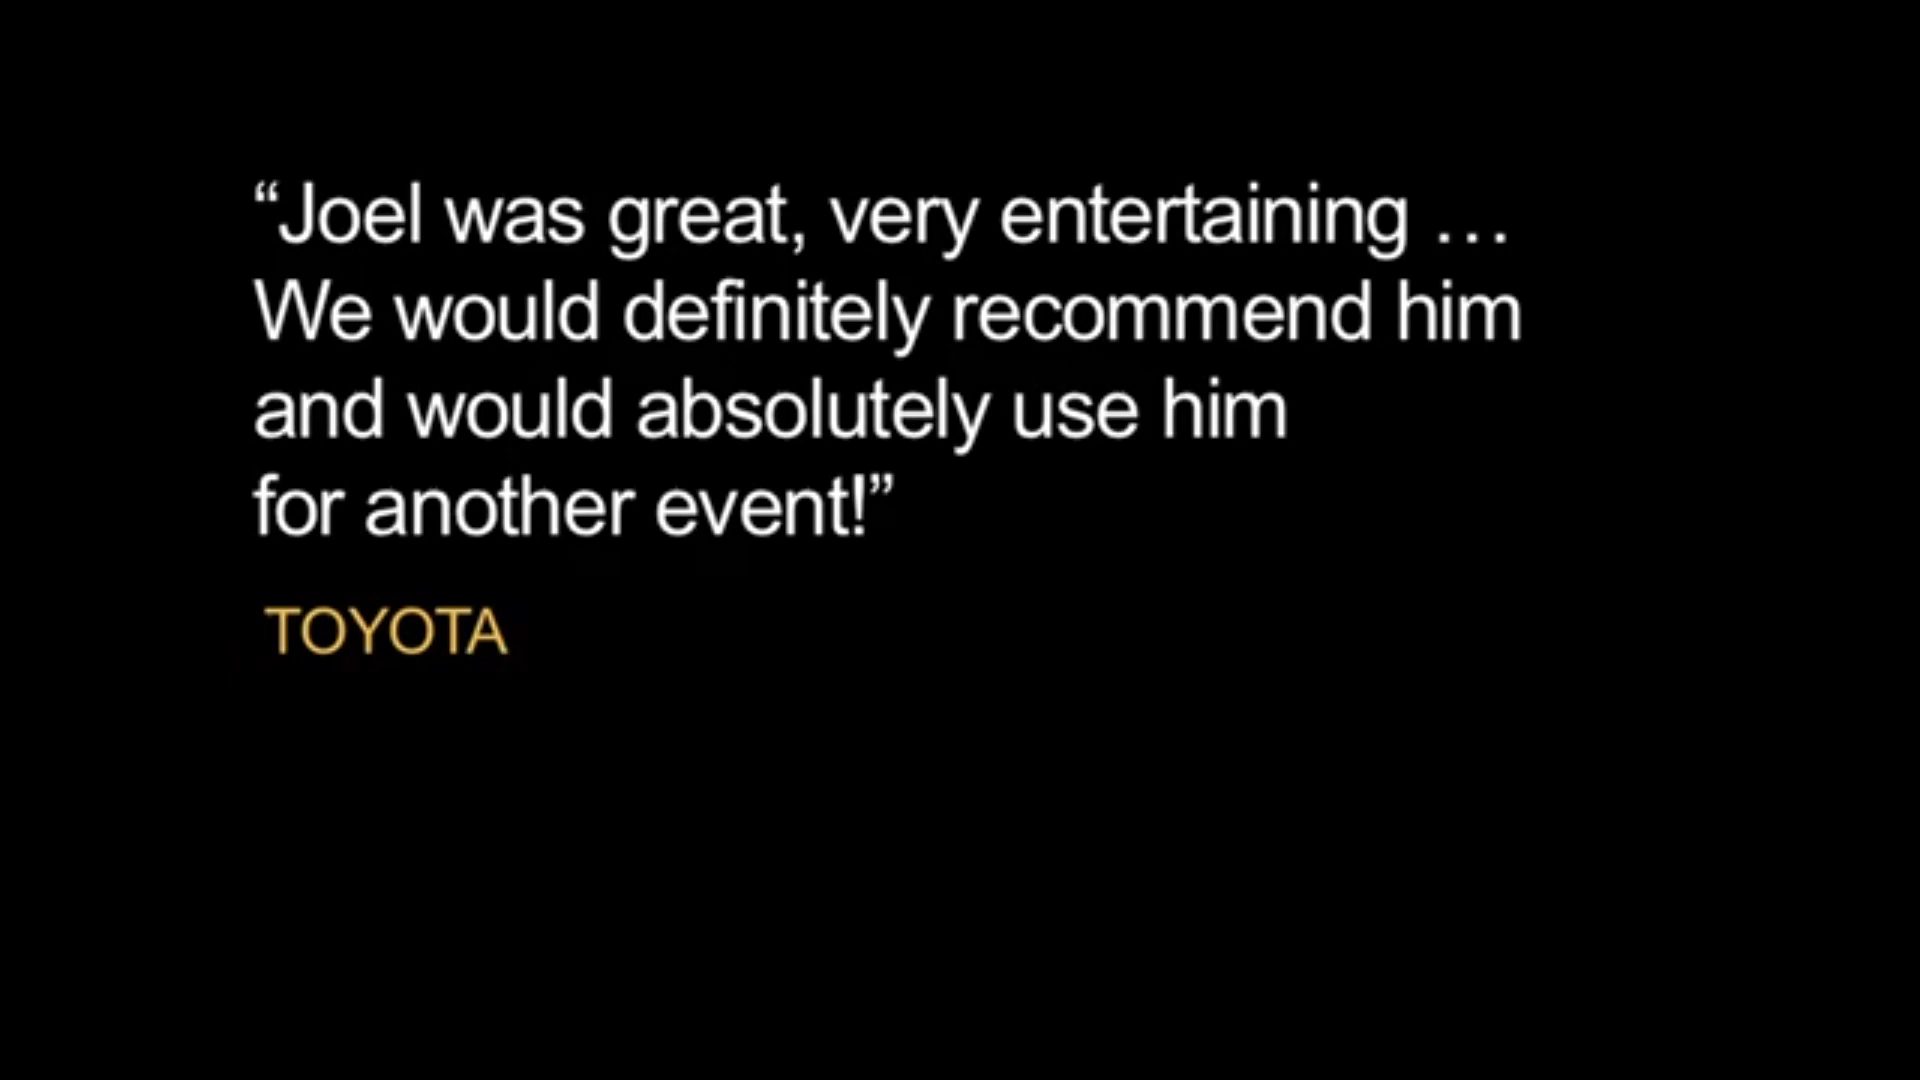 “Joel was great, very entertaining …
We would definitely recommend him
and would absolutely use him
for another event!”
TOYOTA